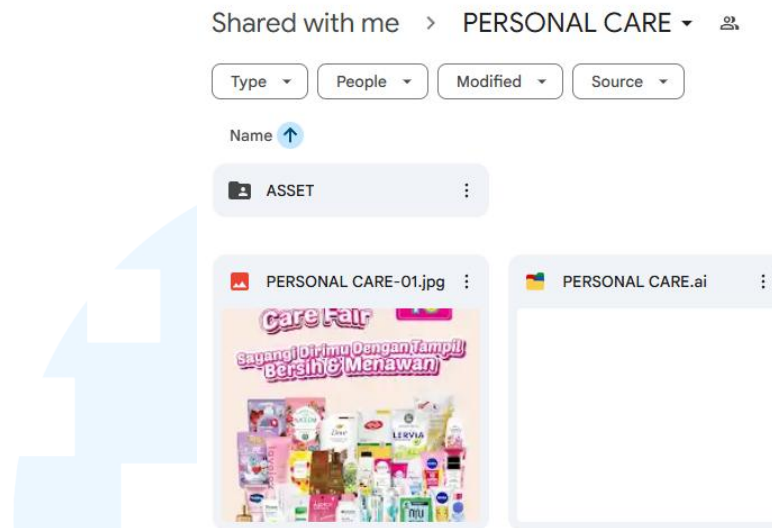 Shared with me > PERSONAL CARE
Type People Modified Source
Name
ASSET
PERSONAL CARE-01.jpg PERSONAL CARE.ai
Care Fair
Sayangi Dirimu Dengan Tampil
Bersih & Menawan
Dove
LERVIA
NIVEA